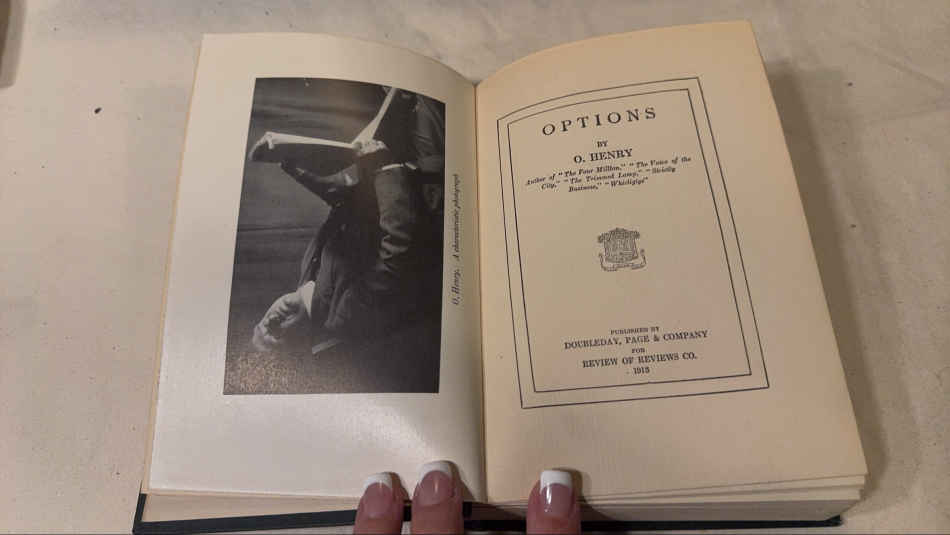 O. Henry, A characteristic photograph
OPTIONS
BY
O. HENRY
Author of "The Four Million," "The Voice of the
City," "The Trimmed Lamp," "Strictly
Business," "Whirligigs"
PUBLISHED BY
DOUBLEDAY, PAGE & COMPANY
FOR
REVIEW OF REVIEWS CO.
1913